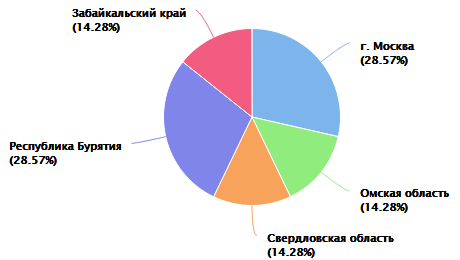 Забайкальский край
(14.28%)
г. Москва
(28.57%)
Республика Бурятия
(28.57%)
Омская область
(14.28%)
Свердловская область
(14.28%)